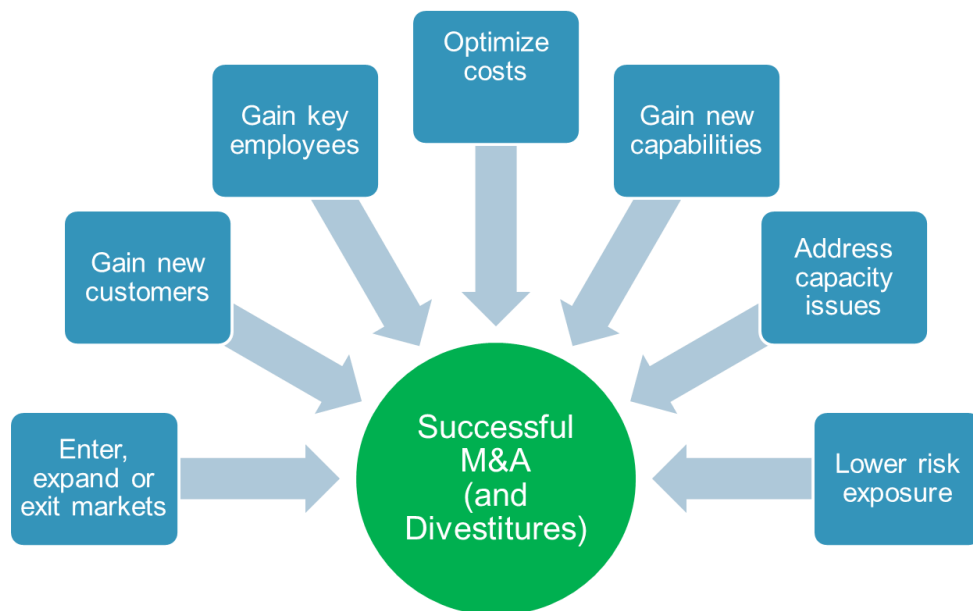 Optimize
costs
Gain key
employees
Gain new
capabilities
Gain new
customers
Address
capacity
issues
Enter,
expand or
exit markets
Successful
M&A
(and
Divestitures)
Lower risk
exposure